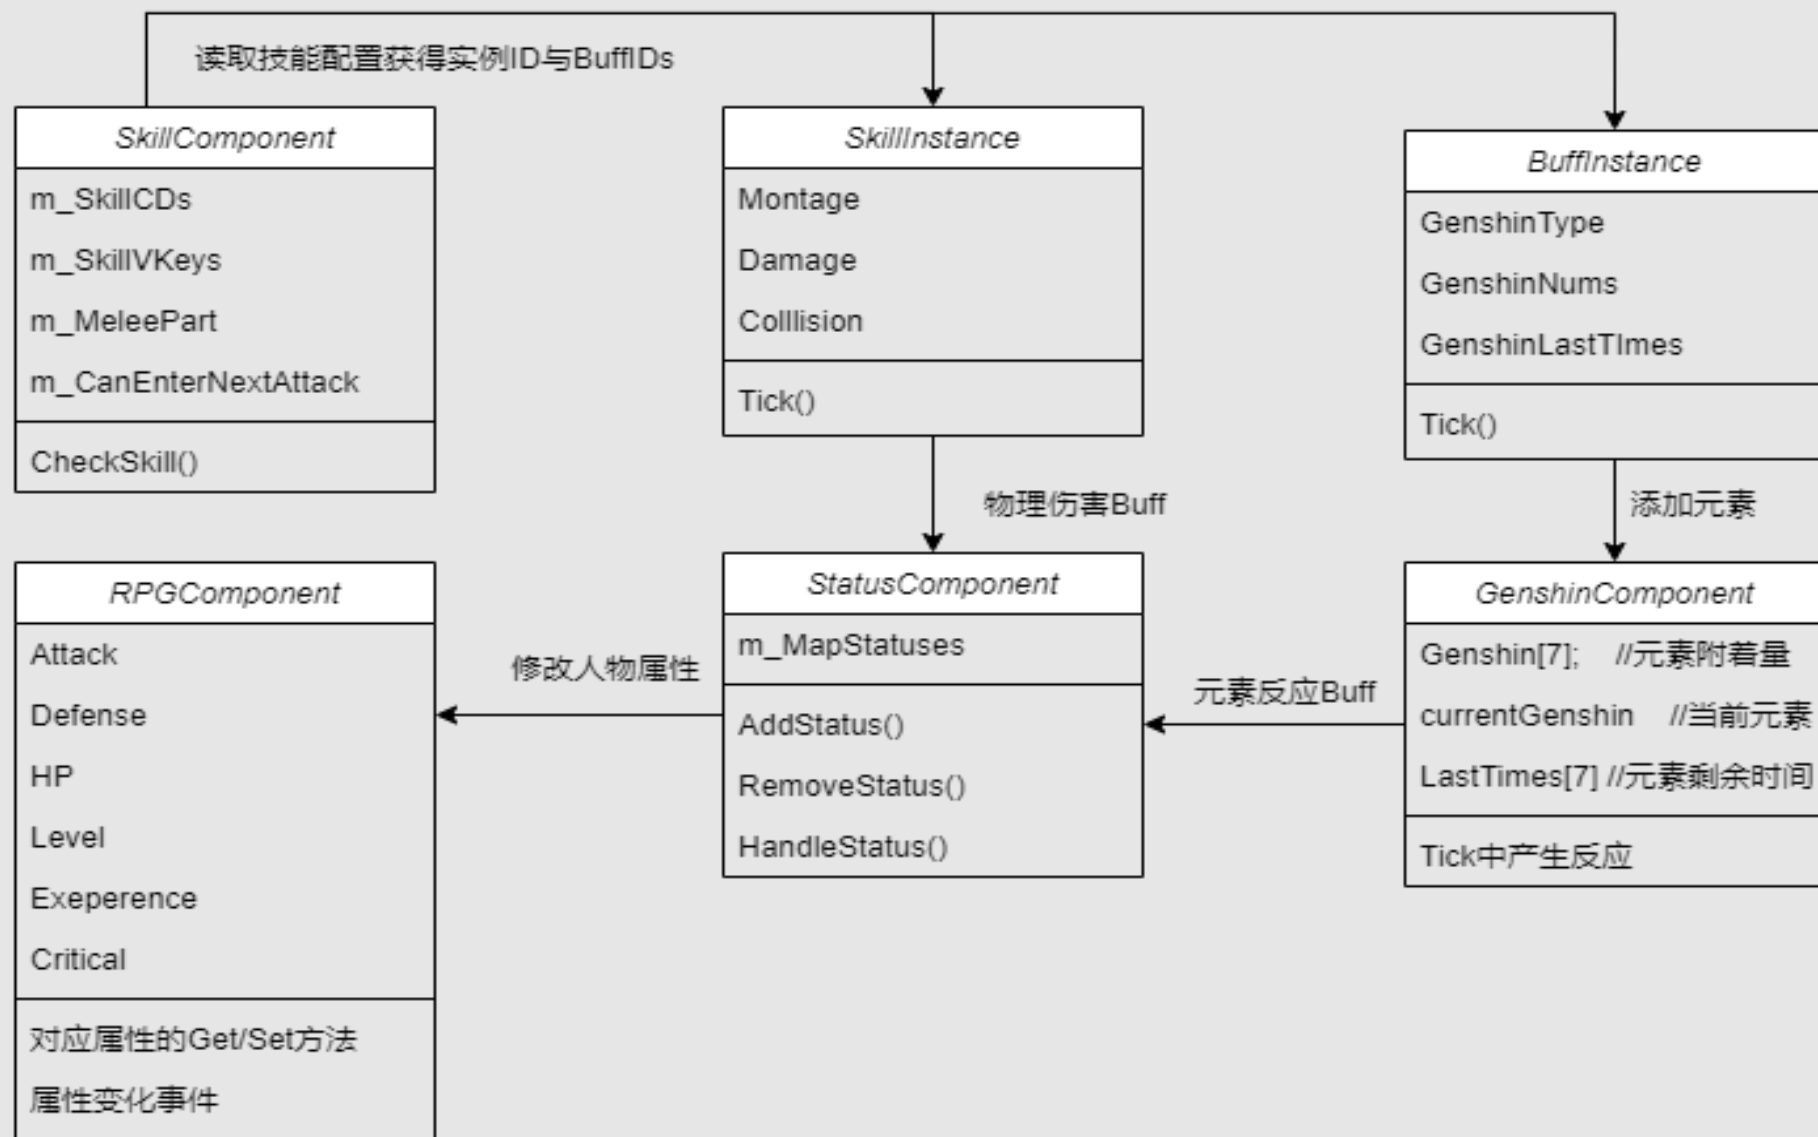 读取技能配置获得实例ID与BuffIDs
SkillComponent
m_SkillCDs
m_SkillVKeys
m_MeleePart
m_CanEnterNextAttack
CheckSkill()
SkillInstance
Montage
Damage
Colllision
Tick()
BuffInstance
GenshinType
GenshinNums
GenshinLastTImes
Tick()
物理伤害Buff
添加元素
RPGComponent
Attack
Defense
HP
Level
Exeperence
Critical
对应属性的Get/Set方法
属性变化事件
修改人物属性
StatusComponent
m_MapStatuses
AddStatus()
RemoveStatus()
HandleStatus()
元素反应Buff
GenshinComponent
Genshin[7]; //元素附着量
currentGenshin //当前元素
LastTimes[7] //元素剩余时间
Tick中产生反应